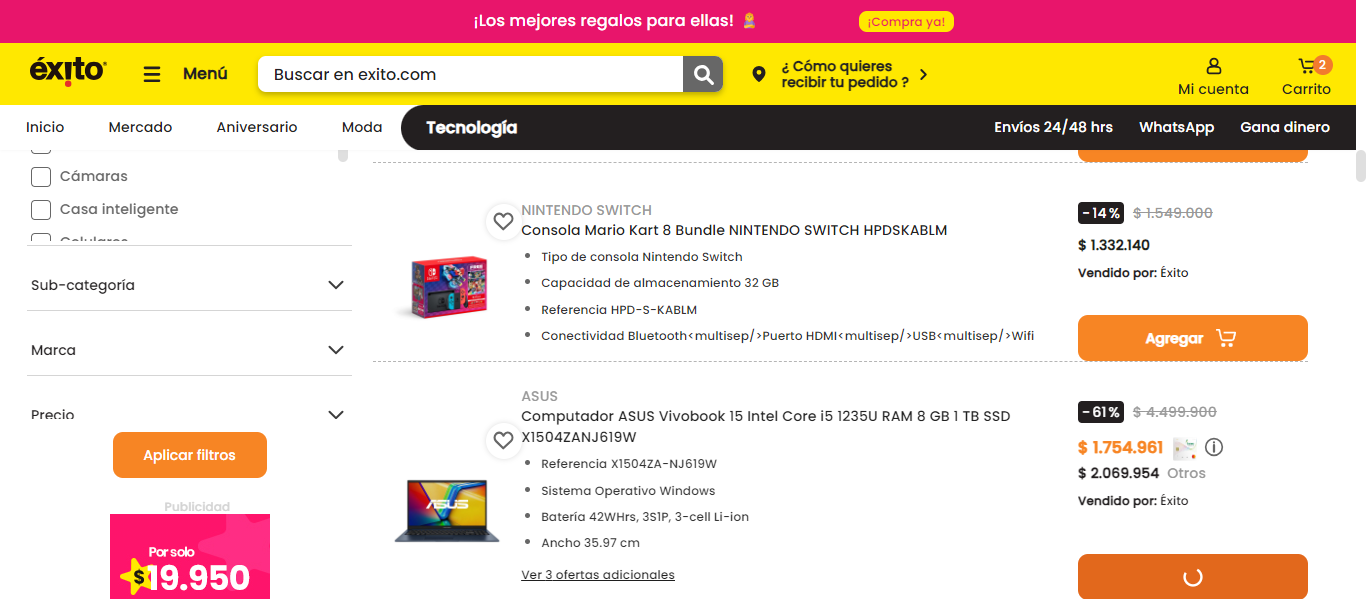 ¡Los mejores regalos para ellas!
¡Compra ya!
éxito
Menú
Buscar en exito.com
¿ Cómo quieres
recibir tu pedido ?
Mi cuenta
2
Carrito
Inicio
Mercado
Aniversario
Moda
Tecnología
Envíos 24/48 hrs
WhatsApp
Gana dinero
Cámaras
Casa inteligente
Celulares
Sub-categoría
Marca
Precio
Aplicar filtros
Publicidad
Por solo
$19.950
NINTENDO SWITCH
Consola Mario Kart 8 Bundle NINTENDO SWITCH HPDSKABLM
Tipo de consola Nintendo Switch
Capacidad de almacenamiento 32 GB
Referencia HPD-S-KABLM
Conectividad Bluetooth<multisep/>Puerto HDMI<multisep/>USB<multisep/>Wifi
-14%
$ 1.549.000
$ 1.332.140
Vendido por: Éxito
Agregar
ASUS
Computador ASUS Vivobook 15 Intel Core i5 1235U RAM 8 GB 1 TB SSD
X1504ZANJ619W
Referencia X1504ZA-NJ619W
Sistema Operativo Windows
Batería 42WHrs, 3S1P, 3-cell Li-ion
Ancho 35.97 cm
Ver 3 ofertas adicionales
ASUS
-61%
$ 4.499.900
$ 1.754.961
$ 2.069.954 Otros
Vendido por: Éxito